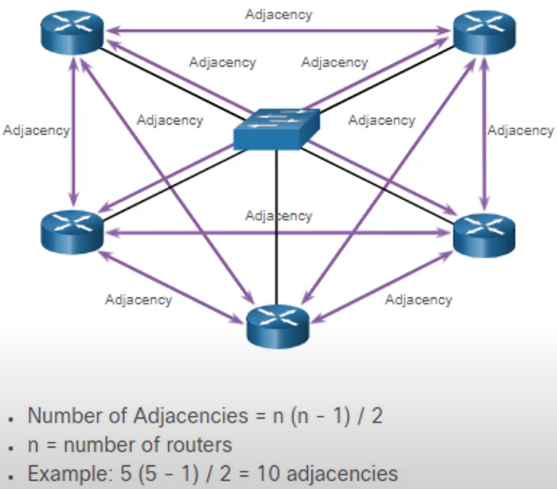 Adjacency
Adjacency Adjacency
Adjacency Adjacency
Adjacency Adjacency
Adjacency
Adjacency Adjacency
• Number of Adjacencies = n (n - 1) / 2
• n = number of routers
• Example: 5 (5 - 1) / 2 = 10 adjacencies